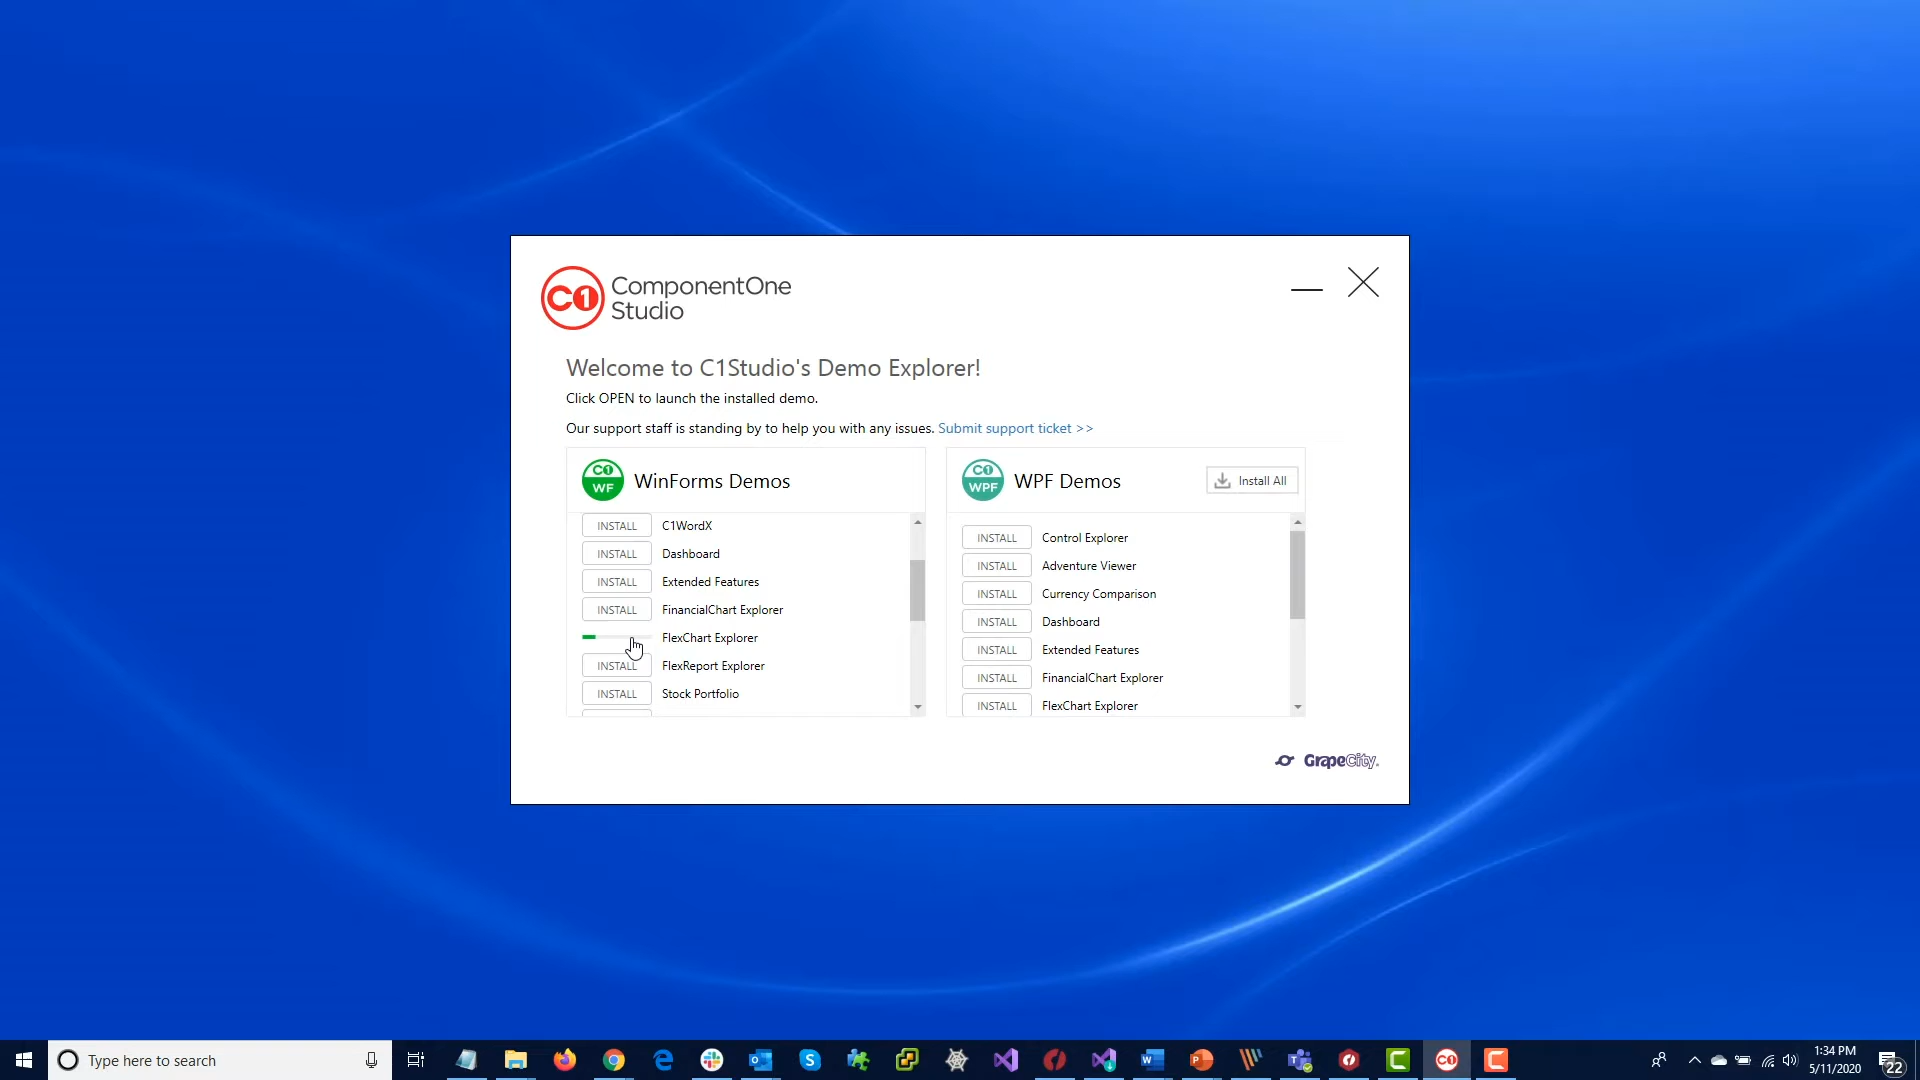 C1
ComponentOne
Studio
Welcome to C1Studio's Demo Explorer!
Click OPEN to launch the installed demo.
Our support staff is standing by to help you with any issues. Submit support ticket >>
C1
WF
WinForms Demos
INSTALL C1WordX
INSTALL Dashboard
INSTALL Extended Features
INSTALL FinancialChart Explorer
FlexChart Explorer
INSTALL FlexReport Explorer
INSTALL Stock Portfolio
C1
WPF
WPF Demos
Install All
INSTALL Control Explorer
INSTALL Adventure Viewer
INSTALL Currency Comparison
INSTALL Dashboard
INSTALL Extended Features
INSTALL FinancialChart Explorer
INSTALL FlexChart Explorer
GrapeCity.
Type here to search
1:34 PM
5/11/2020
22